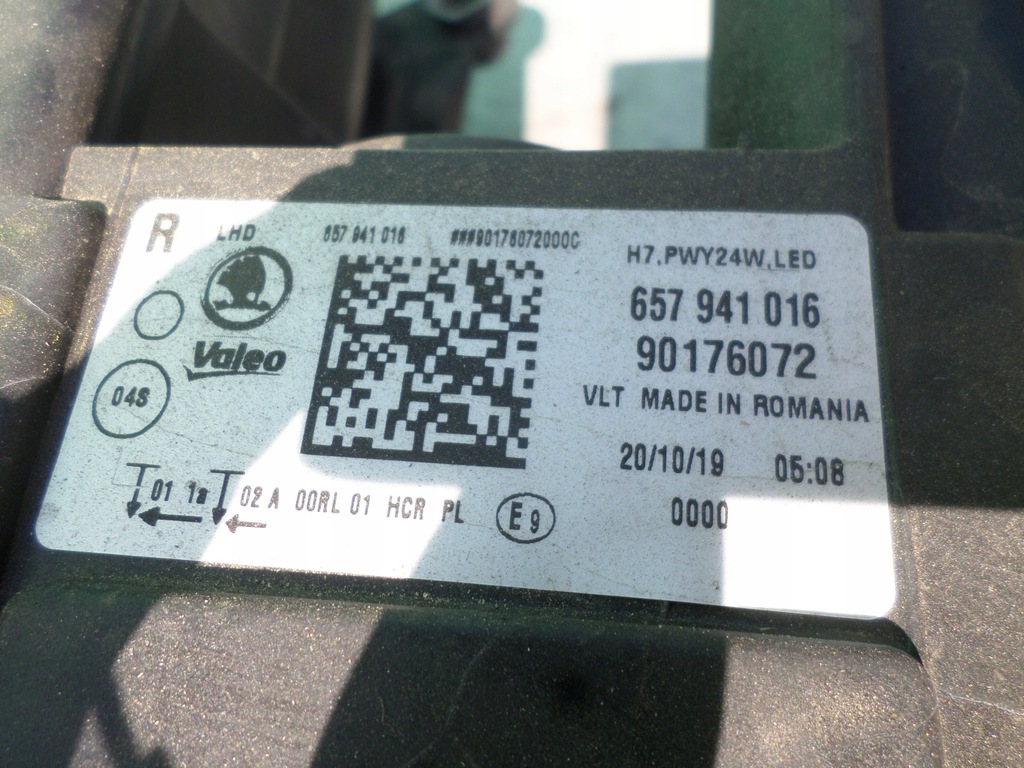 R LHD 657 941 016 ###90176072000C
H7,PWY24W,LED
657 941 016
Valeo
90176072
04S
VLT MADE IN ROMANIA
20/10/19 05:08
01 1a 02 A 00RL 01 HCR PL E9
0000